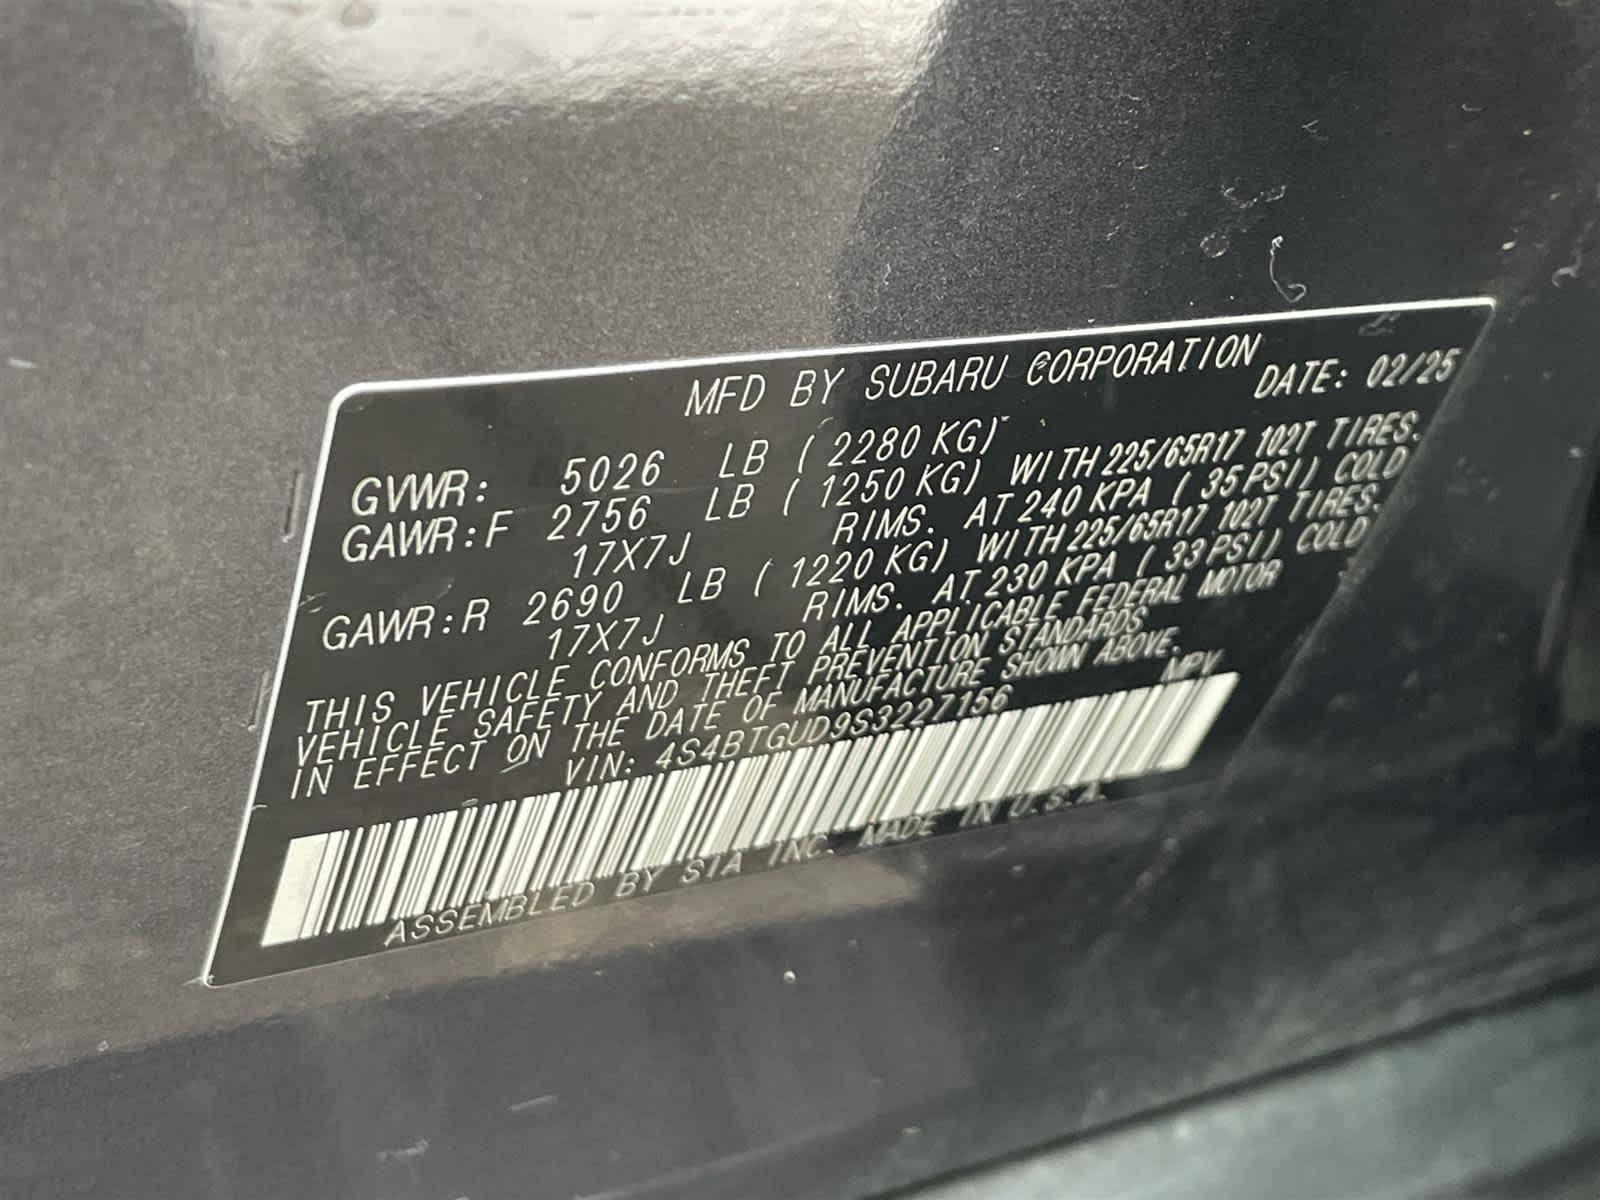 MFD BY SUBARU CORPORATION
DATE: 02/25
GVWR: 5026 LB ( 2280 KG)
GAWR:F 2756 LB ( 1250 KG) WITH 225/65R17 102T TIRES.
17X7J RIMS. AT 240 KPA ( 35 PSI) COLD
GAWR:R 2690 LB ( 1220 KG) WITH 225/65R17 102T TIRES.
17X7J RIMS. AT 230 KPA ( 33 PSI) COLD
THIS VEHICLE CONFORMS TO ALL APPLICABLE FEDERAL MOTOR
VEHICLE SAFETY AND THEFT PREVENTION STANDARDS
IN EFFECT ON THE DATE OF MANUFACTURE SHOWN ABOVE.
VIN: 4S4BTGUD9S3227156 MPV
ASSEMBLED BY SIA INC. MADE IN U.S.A.